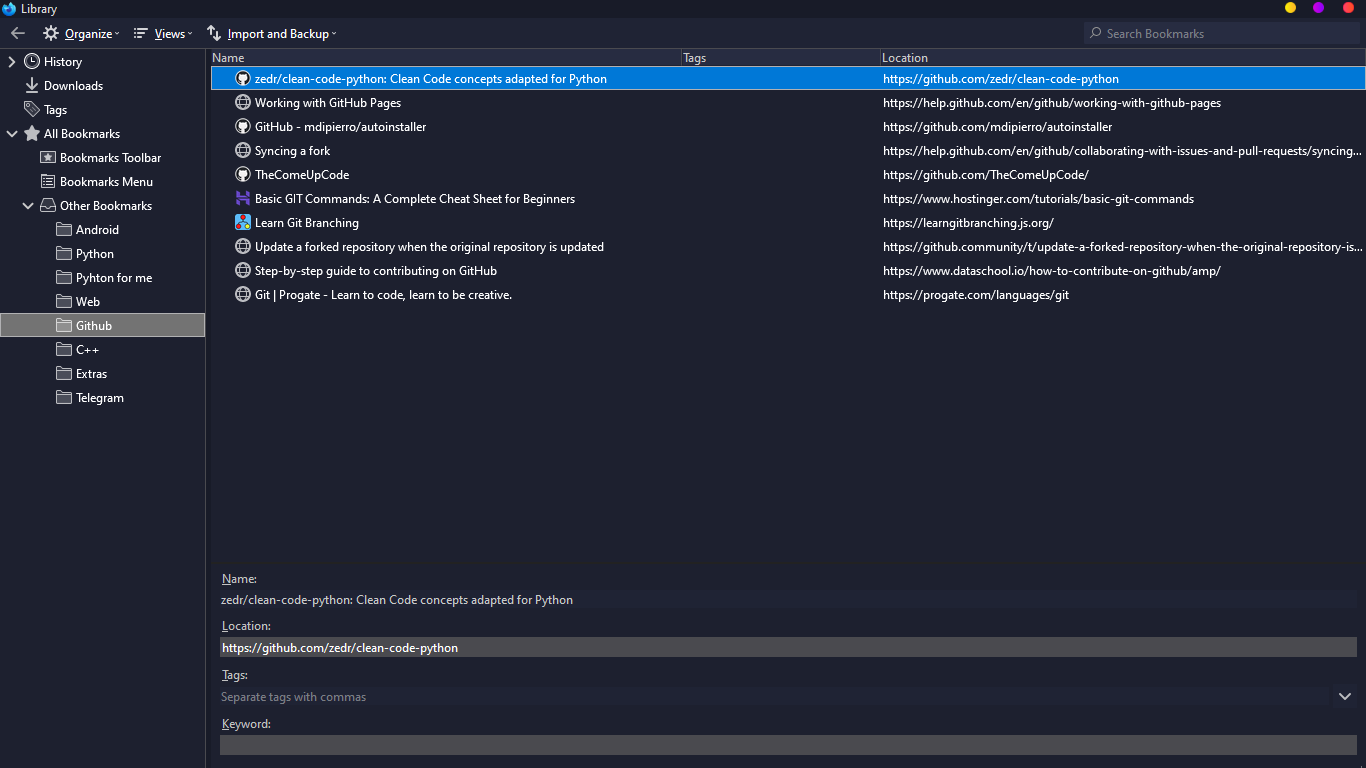 Library
Organize Views Import and Backup Search Bookmarks
History
Downloads
Tags
All Bookmarks
Bookmarks Toolbar
Bookmarks Menu
Other Bookmarks
Android
Python
Pyhton for me
Web
Github
C++
Extras
Telegram
Name Tags Location
zedr/clean-code-python: Clean Code concepts adapted for Python https://github.com/zedr/clean-code-python
Working with GitHub Pages https://help.github.com/en/github/working-with-github-pages
GitHub - mdipierro/autoinstaller https://github.com/mdipierro/autoinstaller
Syncing a fork https://help.github.com/en/github/collaborating-with-issues-and-pull-requests/syncing...
TheComeUpCode https://github.com/TheComeUpCode/
Basic GIT Commands: A Complete Cheat Sheet for Beginners https://www.hostinger.com/tutorials/basic-git-commands
Learn Git Branching https://learngitbranching.js.org/
Update a forked repository when the original repository is updated https://github.community/t/update-a-forked-repository-when-the-original-repository-is...
Step-by-step guide to contributing on GitHub https://www.dataschool.io/how-to-contribute-on-github/amp/
Git | Progate - Learn to code, learn to be creative. https://progate.com/languages/git
Name:
zedr/clean-code-python: Clean Code concepts adapted for Python
Location:
https://github.com/zedr/clean-code-python
Tags:
Separate tags with commas
Keyword: